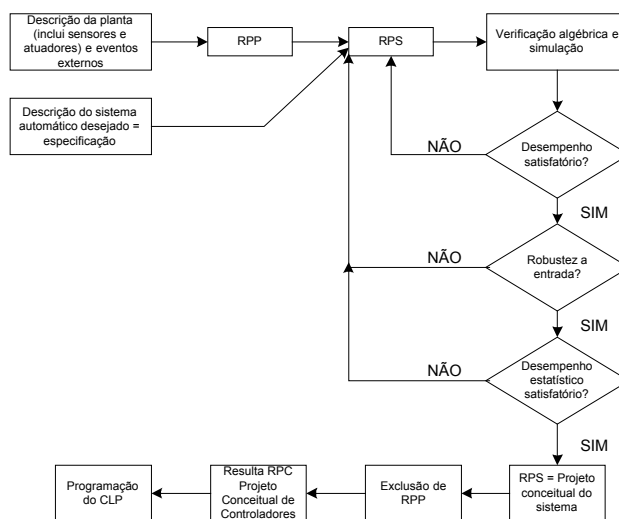 Descrição da planta
(inclui sensores e
atuadores) e eventos
externos
RPP
RPS
Verificação algébrica e
simulação
Descrição do sistema
automático desejado =
especificação
NÃO
Desempenho
satisfatório?
SIM
NÃO
Robustez a
entrada?
SIM
NÃO
Desempenho
estatístico
satisfatório?
SIM
Programação
do CLP
Resulta RPC
Projeto
Conceitual de
Controladores
Exclusão de
RPP
RPS = Projeto
conceitual do
sistema